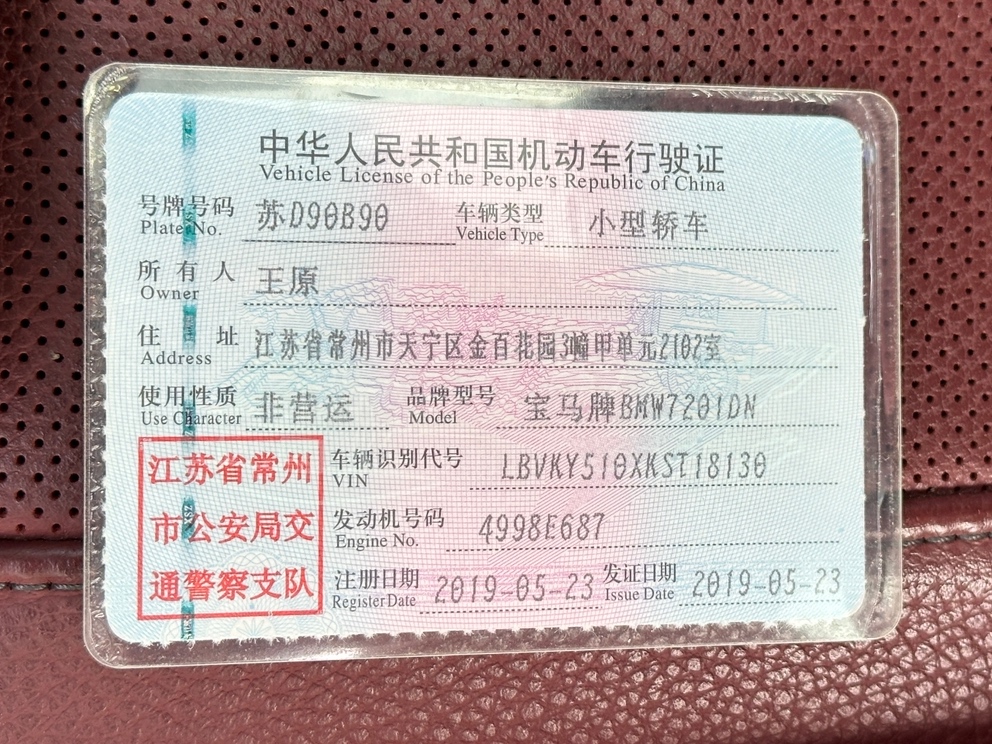 中华人民共和国机动车行驶证
Vehicle License of the People's Republic of China
号牌号码 苏D90B90 车辆类型 小型轿车
Plate No. Vehicle Type
所有人 王原
Owner
住址 江苏省常州市天宁区金百花园3幢甲单元2102室
Address
使用性质 非营运 品牌型号 宝马牌BMW7201DN
Use Character Model
江苏省常州
市公安局交
通警察支队
车辆识别代号 LBVKY510XKST18130
VIN
发动机号码 4998E687
Engine No.
注册日期 2019-05-23 发证日期 2019-05-23
Register Date Issue Date